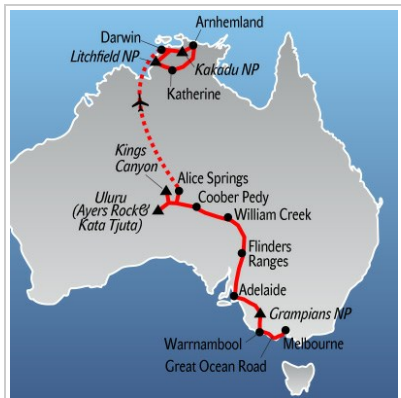 Arnhemland
Darwin
Litchfield NP
Kakadu NP
Katherine
Kings
Canyon
Alice Springs
Uluru
(Ayers Rock &
Kata Tjuta)
Coober Pedy
William Creek
Flinders
Ranges
Adelaide
Grampians NP
Warrnambool
Melbourne
Great Ocean Road